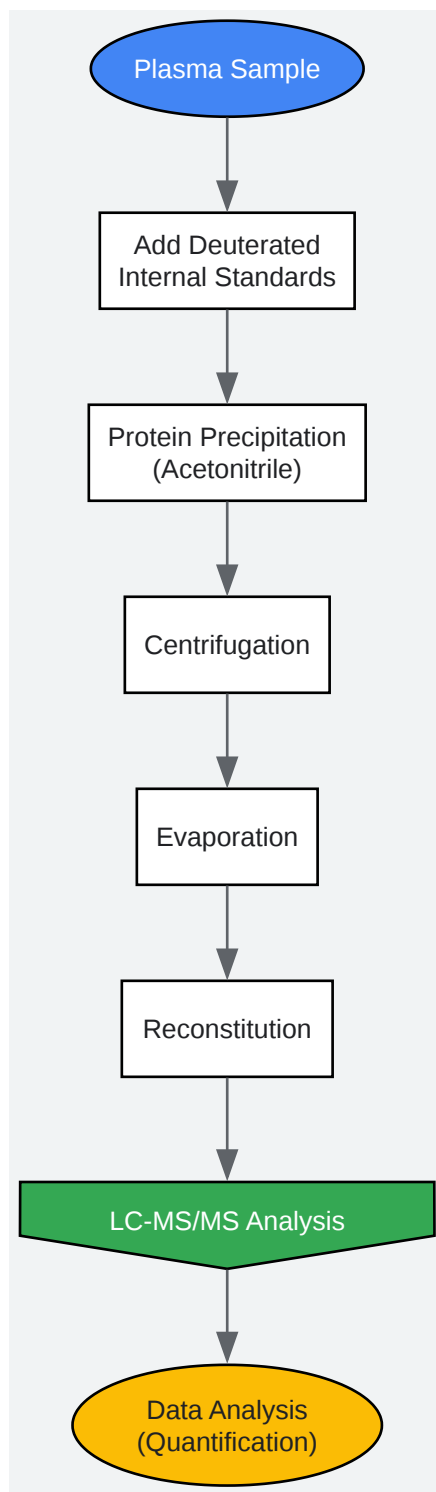 Plasma Sample
Add Deuterated
Internal Standards
Protein Precipitation
(Acetonitrile)
Centrifugation
Evaporation
Reconstitution
LC-MS/MS Analysis
Data Analysis
(Quantification)